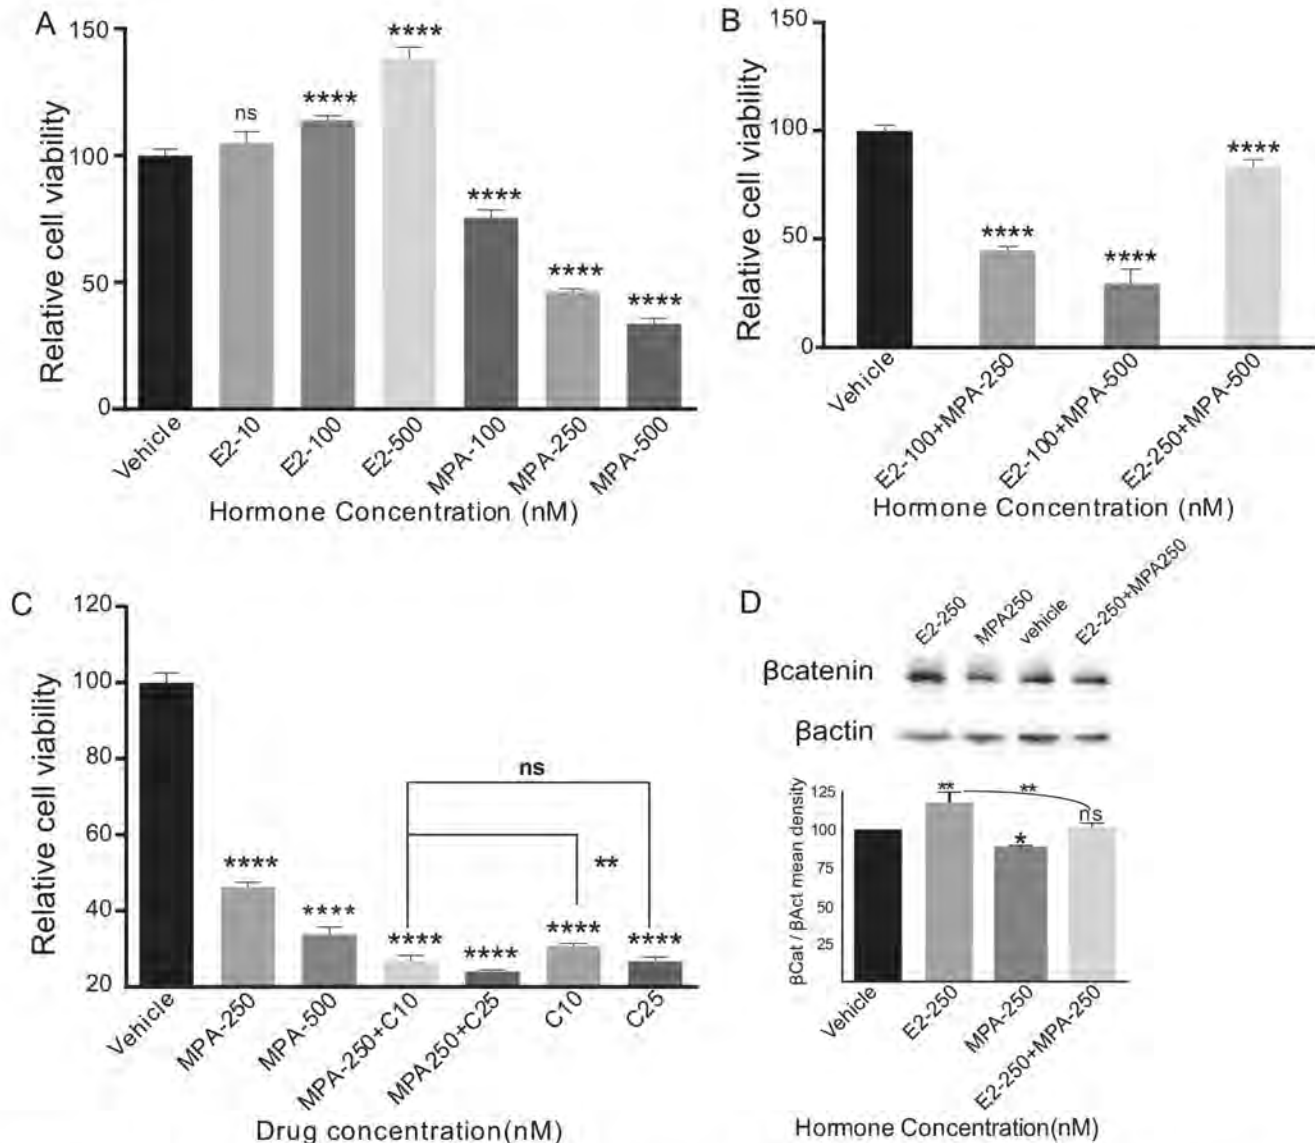 A
Relative cell viability
150
100
50
0
ns
****
****
****
****
****
Vehicle
E2-10
E2-100
E2-500
MPA-100
MPA-250
MPA-500
Hormone Concentration (nM)
B
Relative cell viability
150
100
50
0
****
****
****
Vehicle
E2-100+MPA-250
E2-100+MPA-500
E2-250+MPA-500
Hormone Concentration (nM)
C
Relative cell viability
120
100
80
60
40
20
ns
**
****
****
****
****
****
****
Vehicle
MPA-250
MPA-500
MPA-250+C10
MPA250+C25
C10
C25
Drug concentration(nM)
D
E2-250
MPA250
vehicle
E2-250+MPA250
βcatenin
βactin
βCat / βAct mean density
125
100
75
50
25
**
**
*
ns
Vehicle
E2-250
MPA-250
E2-250+MPA-250
Hormone Concentration(nM)